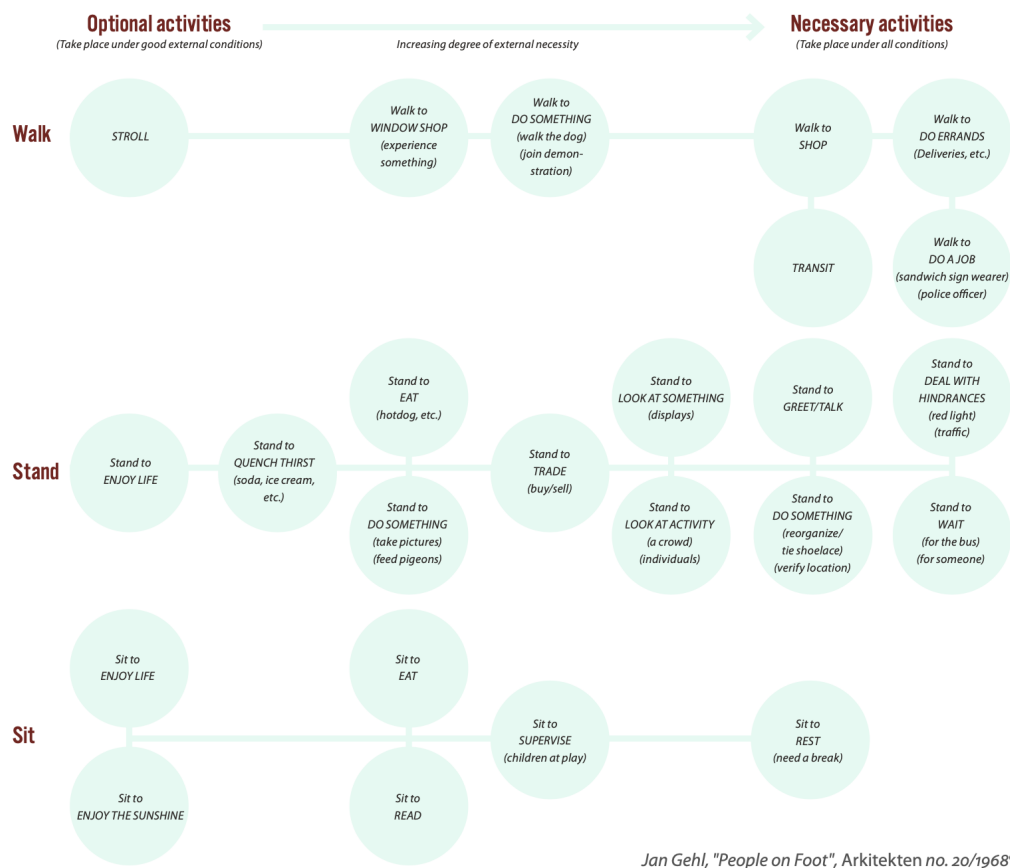 Optional activities
(Take place under good external conditions)
Increasing degree of external necessity
Necessary activities
(Take place under all conditions)
Walk
STROLL
Walk to
WINDOW SHOP
(experience
something)
Walk to
DO SOMETHING
(walk the dog)
(join demon-
stration)
Walk to
SHOP
Walk to
DO ERRANDS
(Deliveries, etc.)
TRANSIT
Walk to
DO A JOB
(sandwich sign wearer)
(police officer)
Stand
Stand to
ENJOY LIFE
Stand to
QUENCH THIRST
(soda, ice cream,
etc.)
Stand to
EAT
(hotdog, etc.)
Stand to
DO SOMETHING
(take pictures)
(feed pigeons)
Stand to
TRADE
(buy/sell)
Stand to
LOOK AT SOMETHING
(displays)
Stand to
LOOK AT ACTIVITY
(a crowd)
(individuals)
Stand to
GREET/TALK
Stand to
DO SOMETHING
(reorganize/
tie shoelace)
(verify location)
Stand to
DEAL WITH
HINDRANCES
(red light)
(traffic)
Stand to
WAIT
(for the bus)
(for someone)
Sit
Sit to
ENJOY LIFE
Sit to
ENJOY THE SUNSHINE
Sit to
EAT
Sit to
READ
Sit to
SUPERVISE
(children at play)
Sit to
REST
(need a break)
Jan Gehl, "People on Foot", Arkitekten no. 20/1968